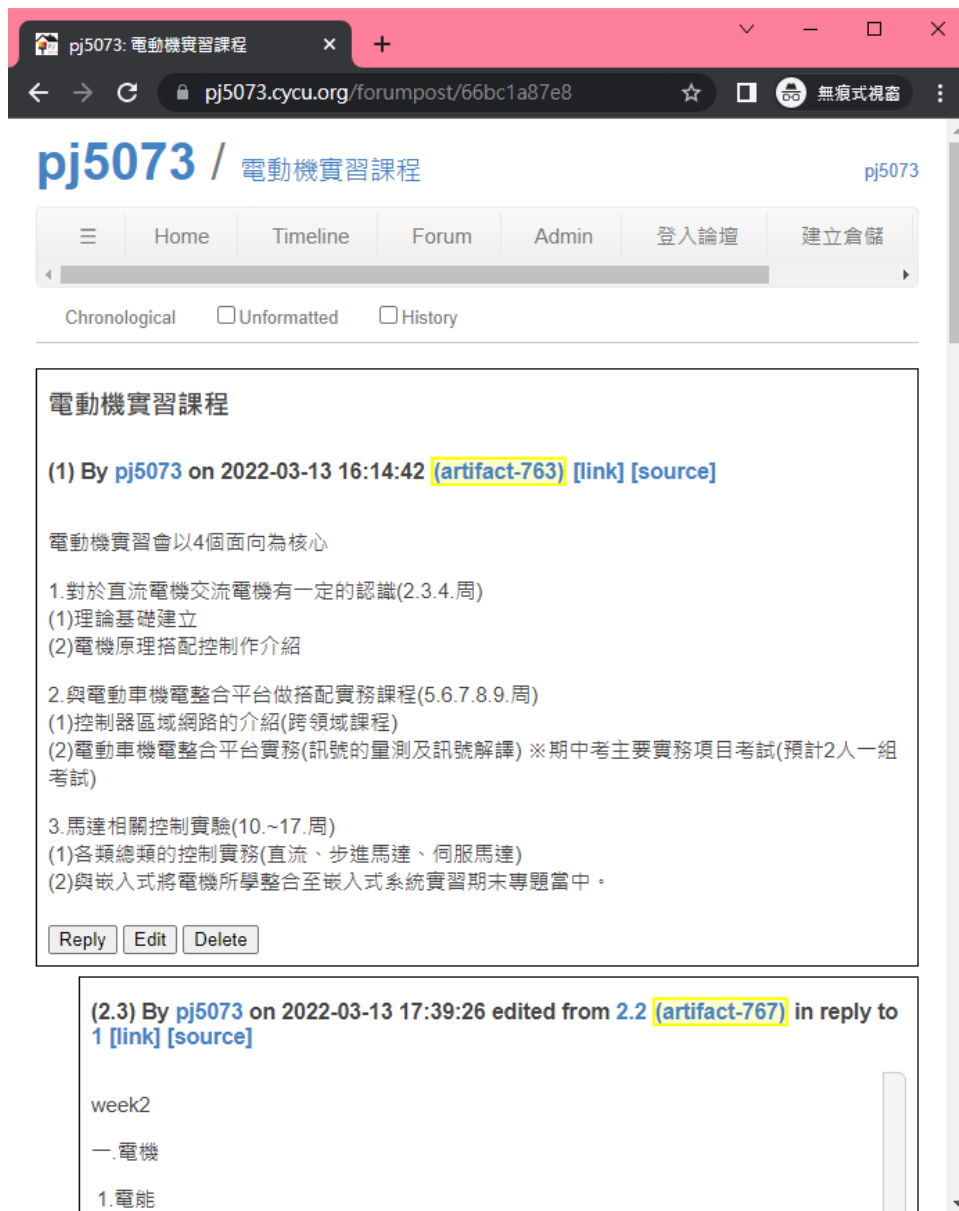 pj5073: 電動機實習課程
pj5073.cycu.org/forumpost/66bc1a87e8
無痕式視窗
pj5073 / 電動機實習課程
pj5073
☰ Home Timeline Forum Admin 登入論壇 建立倉儲
Chronological Unformatted History
電動機實習課程
(1) By pj5073 on 2022-03-13 16:14:42 (artifact-763) [link] [source]
電動機實習會以4個面向為核心
1.對於直流電機交流電機有一定的認識(2.3.4.周)
(1)理論基礎建立
(2)電機原理搭配控制作介紹
2.與電動車機電整合平台做搭配實務課程(5.6.7.8.9.周)
(1)控制器區域網路的介紹(跨領域課程)
(2)電動車機電整合平台實務(訊號的量測及訊號解譯) ※期中考主要實務項目考試(預計2人一組
考試)
3.馬達相關控制實驗(10.~17.周)
(1)各類總類的控制實務(直流、步進馬達、伺服馬達)
(2)與嵌入式將電機所學整合至嵌入式系統實習期末專題當中。
Reply Edit Delete
(2.3) By pj5073 on 2022-03-13 17:39:26 edited from 2.2 (artifact-767) in reply to
1 [link] [source]
week2
一.電機
1.電能